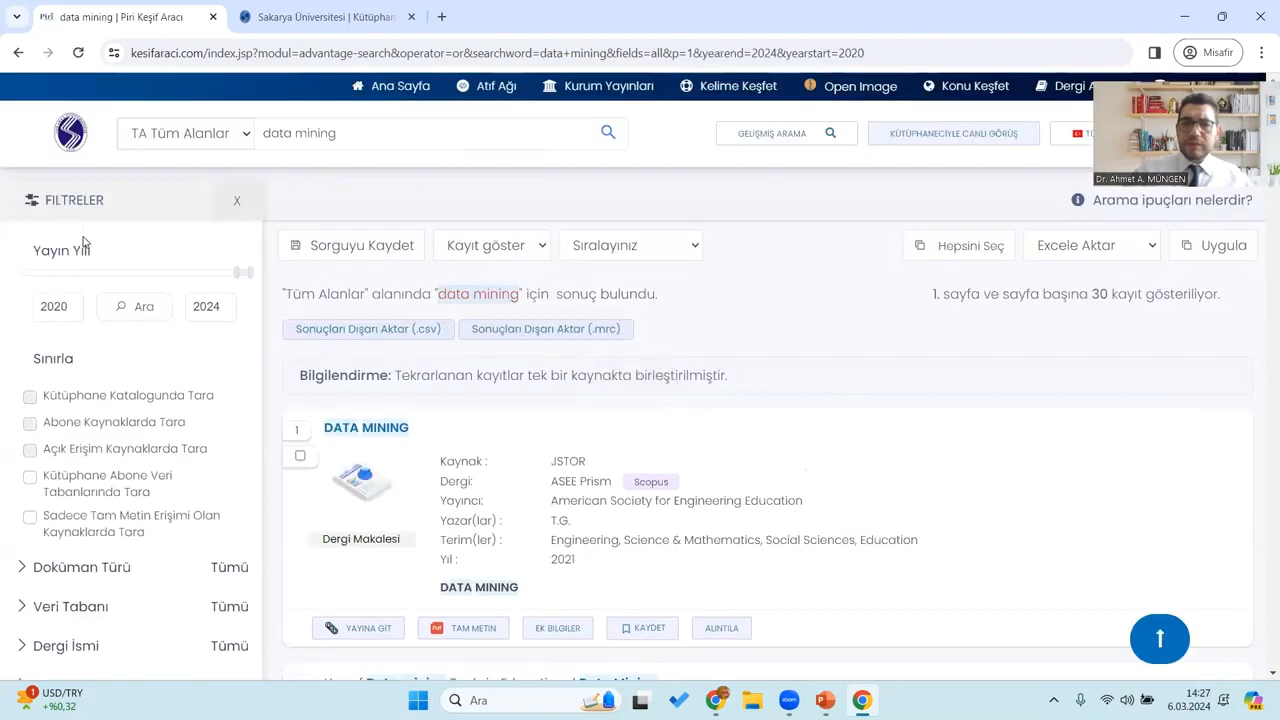 Piri data mining | Piri Keşif Aracı
Sakarya Üniversitesi | Kütüphan
kesifaraci.com/index.jsp?modul=advantage-search&operator=or&searchword=data+mining&fields=all&p=1&yearend=2024&yearstart=2020
Misafir
Ana Sayfa
Atıf Ağı
Kurum Yayınları
Kelime Keşfet
Open Image
Konu Keşfet
Dergi A
TA Tüm Alanlar
data mining
GELİŞMİŞ ARAMA
KÜTÜPHANECİYLE CANLI GÖRÜŞ
Dr. Ahmet A. MÜNGEN
FILTRELER
X
Arama ipuçları nelerdir?
Yayın Yılı
Sorguyu Kaydet
Kayıt göster
Sıralayınız
Hepsini Seç
Excele Aktar
Uygula
2020
Ara
2024
"Tüm Alanlar" alanında "data mining" için sonuç bulundu.
1. sayfa ve sayfa başına 30 kayıt gösteriliyor.
Sonuçları Dışarı Aktar (.csv)
Sonuçları Dışarı Aktar (.mrc)
Sınırla
Bilgilendirme: Tekrarlanan kayıtlar tek bir kaynakta birleştirilmiştir.
Kütüphane Katalogunda Tara
Abone Kaynaklarda Tara
Açık Erişim Kaynaklarda Tara
Kütüphane Abone Veri
Tabanlarında Tara
Sadece Tam Metin Erişimi Olan
Kaynaklarda Tara
Doküman Türü Tümü
Veri Tabanı Tümü
Dergi İsmi Tümü
1
DATA MINING
Dergi Makalesi
Kaynak : JSTOR
Dergi: ASEE Prism Scopus
Yayıncı: American Society for Engineering Education
Yazar(lar) : T.G.
Terim(ler) : Engineering, Science & Mathematics, Social Sciences, Education
Yıl : 2021
DATA MINING
YAYINA GİT
Pdf TAM METIN
EK BILGILER
KAYDET
ALINTILA
1
USD/TRY
+%0,32
Ara
zoom
14:27
6.03.2024
PRE